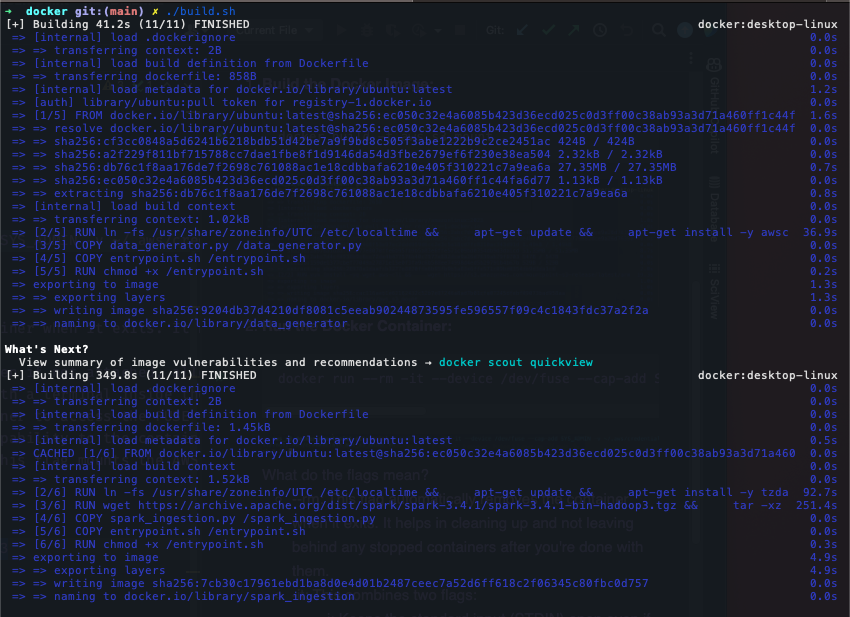 → docker git:(main) ✗ ./build.sh
[+] Building 41.2s (11/11) FINISHED docker:desktop-linux
=> [internal] load .dockerignore 0.0s
=> => transferring context: 2B 0.0s
=> [internal] load build definition from Dockerfile 0.0s
=> => transferring dockerfile: 858B 0.0s
=> [internal] load metadata for docker.io/library/ubuntu:latest 1.2s
=> [auth] library/ubuntu:pull token for registry-1.docker.io 0.0s
=> [1/5] FROM docker.io/library/ubuntu:latest@sha256:ec050c32e4a6085b423d36ecd025c0d3ff00c38ab93a3d71a460ff1c44f 1.6s
=> => resolve docker.io/library/ubuntu:latest@sha256:ec050c32e4a6085b423d36ecd025c0d3ff00c38ab93a3d71a460ff1c44f 0.0s
=> => sha256:cf3cc0848a5d6241b6218bdb51d42be7a9f9bd8c505f3abe1222b9c2ce2451ac 424B / 424B 0.0s
=> => sha256:a2f229f811bf715788cc7dae1fbe8f1d9146da54d3fbe2679ef6f230e38ea504 2.32kB / 2.32kB 0.0s
=> => sha256:db76c1f8aa176de7f2698c761088ac1e18cdbbafa6210e405f310221c7a9ea6a 27.35MB / 27.35MB 0.7s
=> => sha256:ec050c32e4a6085b423d36ecd025c0d3ff00c38ab93a3d71a460ff1c44fa6d77 1.13kB / 1.13kB 0.0s
=> => extracting sha256:db76c1f8aa176de7f2698c761088ac1e18cdbbafa6210e405f310221c7a9ea6a 0.8s
=> [internal] load build context 0.0s
=> => transferring context: 1.02kB 0.0s
=> [2/5] RUN ln -fs /usr/share/zoneinfo/UTC /etc/localtime && apt-get update && apt-get install -y awsc 36.9s
=> [3/5] COPY data_generator.py /data_generator.py 0.0s
=> [4/5] COPY entrypoint.sh /entrypoint.sh 0.0s
=> [5/5] RUN chmod +x /entrypoint.sh 0.2s
=> exporting to image 1.3s
=> => exporting layers 1.3s
=> => writing image sha256:9204db37d4210df8081c5eeab90244873595fe596557f09c4c1843fdc37a2f2a 0.0s
=> => naming to docker.io/library/data_generator 0.0s
What's Next?
View summary of image vulnerabilities and recommendations → docker scout quickview
[+] Building 349.8s (11/11) FINISHED docker:desktop-linux
=> [internal] load .dockerignore 0.0s
=> => transferring context: 2B 0.0s
=> [internal] load build definition from Dockerfile 0.0s
=> => transferring dockerfile: 1.45kB 0.0s
=> [internal] load metadata for docker.io/library/ubuntu:latest 0.5s
=> CACHED [1/6] FROM docker.io/library/ubuntu:latest@sha256:ec050c32e4a6085b423d36ecd025c0d3ff00c38ab93a3d71a460 0.0s
=> [internal] load build context 0.0s
=> => transferring context: 1.52kB 0.0s
=> [2/6] RUN ln -fs /usr/share/zoneinfo/UTC /etc/localtime && apt-get update && apt-get install -y tzda 92.7s
=> [3/6] RUN wget https://archive.apache.org/dist/spark/spark-3.4.1/spark-3.4.1-bin-hadoop3.tgz && tar -xz 251.4s
=> [4/6] COPY spark_ingestion.py /spark_ingestion.py 0.0s
=> [5/6] COPY entrypoint.sh /entrypoint.sh 0.0s
=> [6/6] RUN chmod +x /entrypoint.sh 0.3s
=> exporting to image 4.9s
=> => exporting layers 4.9s
=> => writing image sha256:7cb30c17961ebd1ba8d0e4d01b2487ceec7a52d6ff618c2f06345c80fbc0d757 0.0s
=> => naming to docker.io/library/spark_ingestion 0.0s